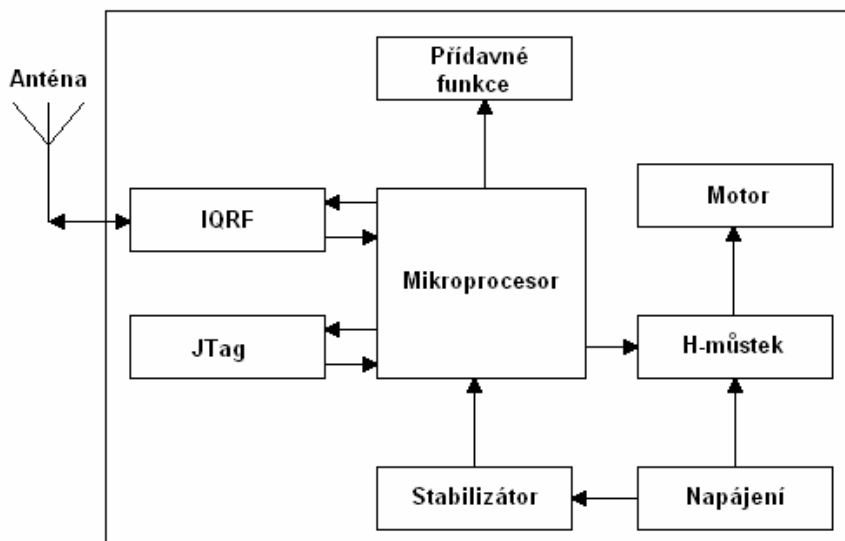 Přídavné
funkce
Anténa
Motor
IQRF
Mikroprocesor
JTag
H-můstek
Stabilizátor
Napájení